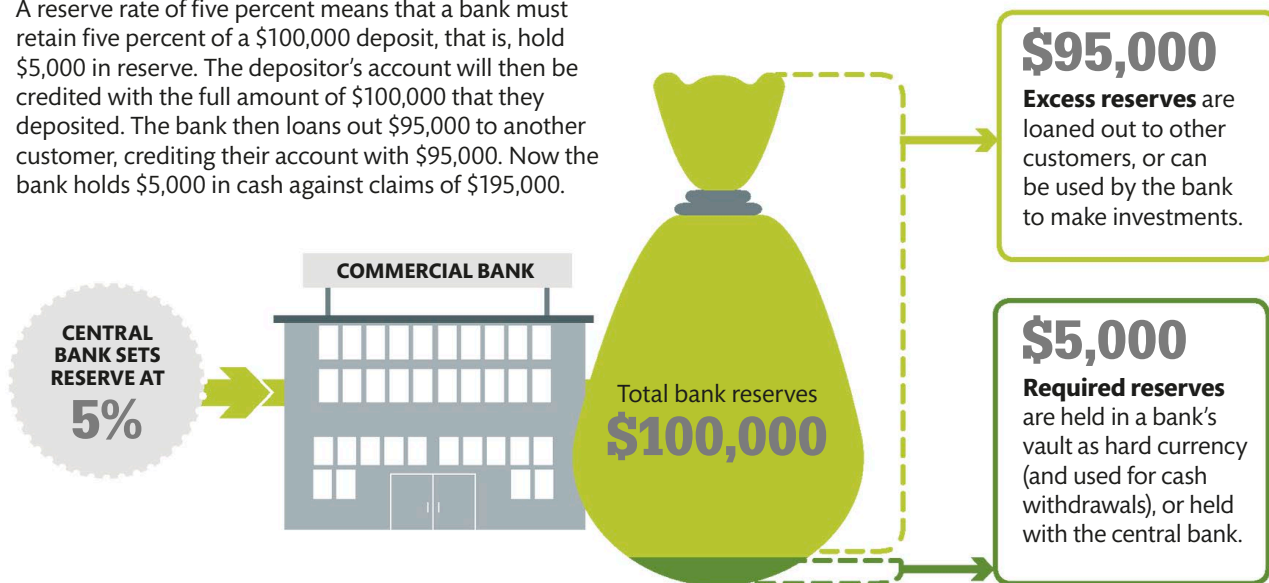 A reserve rate of five percent means that a bank must
retain five percent of a $100,000 deposit, that is, hold
$5,000 in reserve. The depositor’s account will then be
credited with the full amount of $100,000 that they
deposited. The bank then loans out $95,000 to another
customer, crediting their account with $95,000. Now the
bank holds $5,000 in cash against claims of $195,000.
CENTRAL
BANK SETS
RESERVE AT
5%
COMMERCIAL BANK
Total bank reserves
$100,000
$95,000
Excess reserves are
loaned out to other
customers, or can
be used by the bank
to make investments.
$5,000
Required reserves
are held in a bank’s
vault as hard currency
(and used for cash
withdrawals), or held
with the central bank.